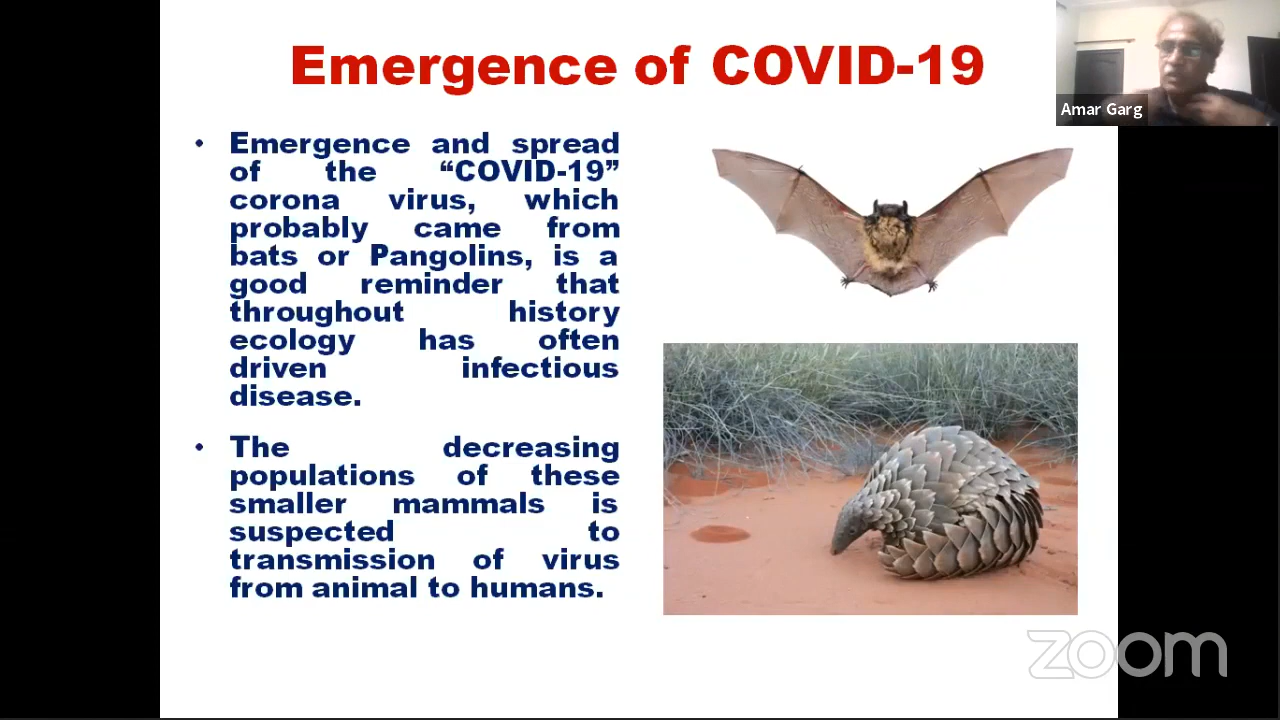 Emergence of COVID-19
Amar Garg
• Emergence and spread
of the “COVID-19”
corona virus, which
probably came from
bats or Pangolins, is a
good reminder that
throughout history
ecology has often
driven infectious
disease.
• The decreasing
populations of these
smaller mammals is
suspected to
transmission of virus
from animal to humans.
zoom